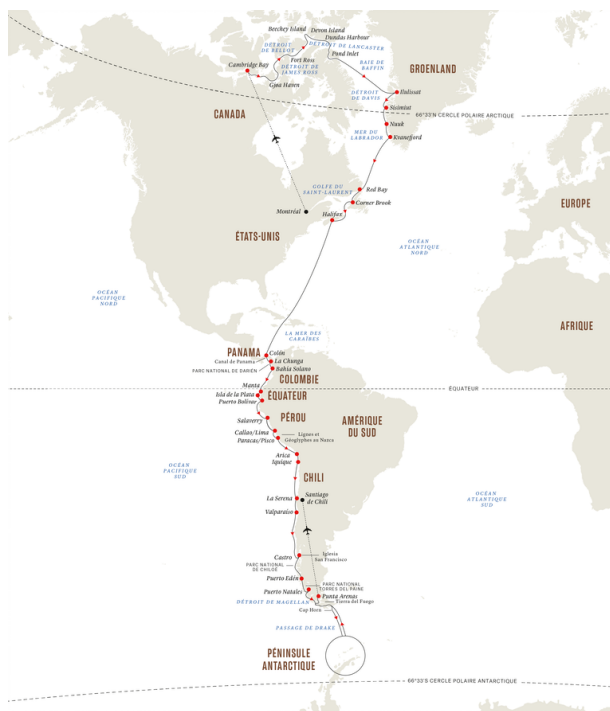 Beechey Island
Devon Island
Dundas Harbour
DÉTROIT
DE BELLOT
DÉTROIT DE LANCASTER
Pond Inlet
Fort Ross
BAIE DE
BAFFIN
Cambridge Bay
DÉTROIT DE
JAMES ROSS
GROENLAND
Gjoa Haven
DÉTROIT
DE DAVIS
Ilulissat
CANADA
Sisimiut
66°33'N CERCLE POLAIRE ARCTIQUE
Nuuk
MER DU
LABRADOR
Kvanefjord
GOLFE DU
SAINT-LAURENT
Red Bay
Corner Brook
EUROPE
Montréal
Halifax
ÉTATS-UNIS
OCÉAN
ATLANTIQUE
NORD
OCÉAN
PACIFIQUE
NORD
AFRIQUE
LA MER DES
CARAÏBES
PANAMA
Colón
Canal de Panama
La Chunga
PARC NATIONAL DE DARIÉN
Bahía Solano
COLOMBIE
Manta
ÉQUATEUR
Isla de la Plata
ÉQUATEUR
Puerto Bolívar
Salaverry
PÉROU
AMÉRIQUE
DU SUD
Callao/Lima
Lignes et
Géoglyphes au Nazca
Paracas/Pisco
Arica
Iquique
OCÉAN
PACIFIQUE
SUD
CHILI
La Serena
Santiago
de Chili
OCÉAN
ATLANTIQUE
SUD
Valparaíso
Castro
Iglesia
San Francisco
PARC NATIONAL
DE CHILOÉ
Puerto Edén
PARC NATIONAL
TORRES DEL PAINE
Puerto Natales
Punta Arenas
DÉTROIT DE MAGELLAN
Tierra del Fuego
Cap Horn
PASSAGE DE DRAKE
PÉNINSULE
ANTARCTIQUE
66°33'S CERCLE POLAIRE ANTARCTIQUE